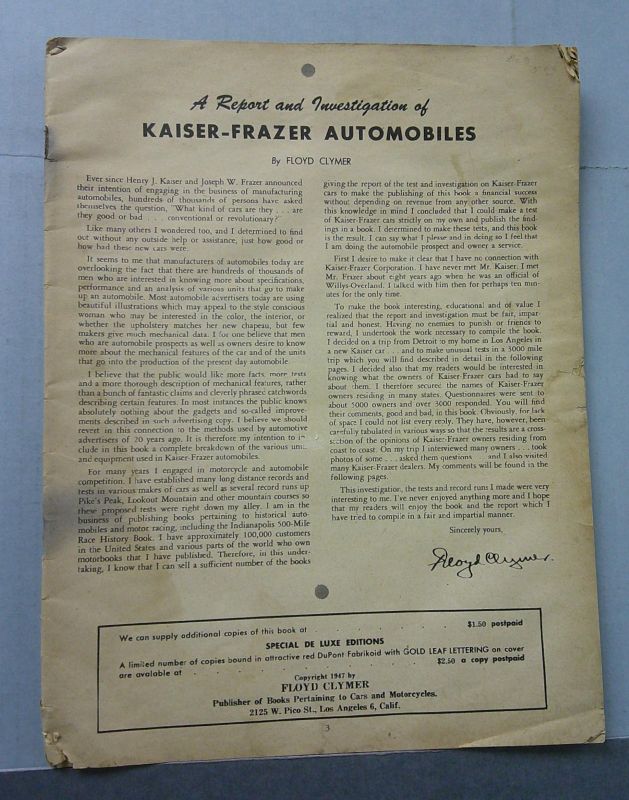 A Report and Investigation of
KAISER-FRAZER AUTOMOBILES
By FLOYD CLYMER
Ever since Henry J. Kaiser and Joseph W. Frazer announced
their intention of engaging in the business of manufacturing
automobiles, hundreds of thousands of persons have asked
themselves the question, "What kind of cars are they . . . are
they good or bad . . . conventional or revolutionary?"
Like many others I wondered too, and I determined to find
out without any outside help or assistance, just how good or
how bad these new cars were.
It seems to me that manufacturers of automobiles today are
overlooking the fact that there are hundreds of thousands of
men who are interested in knowing more about specifications,
performance and an analysis of various units that go to make
up an automobile. Most automobile advertisers today are using
beautiful illustrations which may appeal to the style conscious
woman who may be interested in the color, the interior, or
whether the upholstery matches her new chapeau, but few
makers give much mechanical data. I for one believe that men
who are automobile prospects as well as owners desire to know
more about the mechanical features of the car and of the units
that go into the production of the present day automobile.
I believe that the public would like more facts, more tests
and a more thorough description of mechanical features, rather
than a bunch of fantastic claims and cleverly phrased catchwords
describing certain features. In most instances the public knows
absolutely nothing about the gadgets and so-called improve-
ments described in such advertising copy. I believe we should
revert in this connection to the methods used by automotive
advertisers of 20 years ago. It is therefore my intention to in-
clude in this book a complete breakdown of the various units
and equipment used in Kaiser-Frazer automobiles.
For many years I engaged in motorcycle and automobile
competition. I have established many long distance records and
tests in various makes of cars as well as several record runs up
Pike's Peak, Lookout Mountain and other mountain courses so
these proposed tests were right down my alley. I am in the
business of publishing books pertaining to historical auto-
mobiles and motor racing, including the Indianapolis 500-Mile
Race History Book. I have approximately 100,000 customers
in the United States and various parts of the world who own
motorbooks that I have published. Therefore, in this under-
taking, I know that I can sell a sufficient number of the books
giving the report of the test and investigation on Kaiser-Frazer
cars to make the publishing of this book a financial success
without depending on revenue from any other source. With
this knowledge in mind I concluded that I could make a test
of Kaiser-Frazer cars strictly on my own and publish the find-
ings in a book. I determined to make these tests, and this book
is the result. I can say what I please and in doing so I feel that
I am doing the automobile prospect and owner a service.
First I desire to make it clear that I have no connection with
Kaiser-Frazer Corporation. I have never met Mr. Kaiser. I met
Mr. Frazer about eight years ago when he was an official of
Willys-Overland. I talked with him then for perhaps ten min-
utes for the only time.
To make the book interesting, educational and of value I
realized that the report and investigation must be fair, impar-
tial and honest. Having no enemies to punish or friends to
reward, I undertook the work necessary to compile the book.
I decided on a trip from Detroit to my home in Los Angeles in
a new Kaiser car . . . and to make unusual tests in a 3000 mile
trip which you will find described in detail in the following
pages. I decided also that my readers would be interested in
knowing what the owners of Kaiser-Frazer cars had to say
about them. I therefore secured the names of Kaiser-Frazer
owners residing in many states. Questionnaires were sent to
about 5000 owners and over 3000 responded. You will find
their comments, good and bad, in this book. Obviously, for lack
of space I could not list every reply. They have, however, been
carefully tabulated in various ways so that the results are a cross-
section of the opinions of Kaiser-Frazer owners residing from
coast to coast. On my trip I interviewed many owners . . . took
photos of some . . . asked them questions . . . and I also visited
many Kaiser-Frazer dealers. My comments will be found in the
following pages.
This investigation, the tests and record runs I made were very
interesting to me. I've never enjoyed anything more and I hope
that my readers will enjoy the book and the report which I
have tried to compile in a fair and impartial manner.
Sincerely yours,
Floyd Clymer.
We can supply additional copies of this book at . . . . . $1.50 postpaid
SPECIAL DE LUXE EDITIONS
A limited number of copies bound in attractive red DuPont Fabrikoid with GOLD LEAF LETTERING on cover
are available at . . . . . $2.50 a copy postpaid
Copyright 1947 by
FLOYD CLYMER
Publisher of Books Pertaining to Cars and Motorcycles.
2125 W. Pico St., Los Angeles 6, Calif.
3